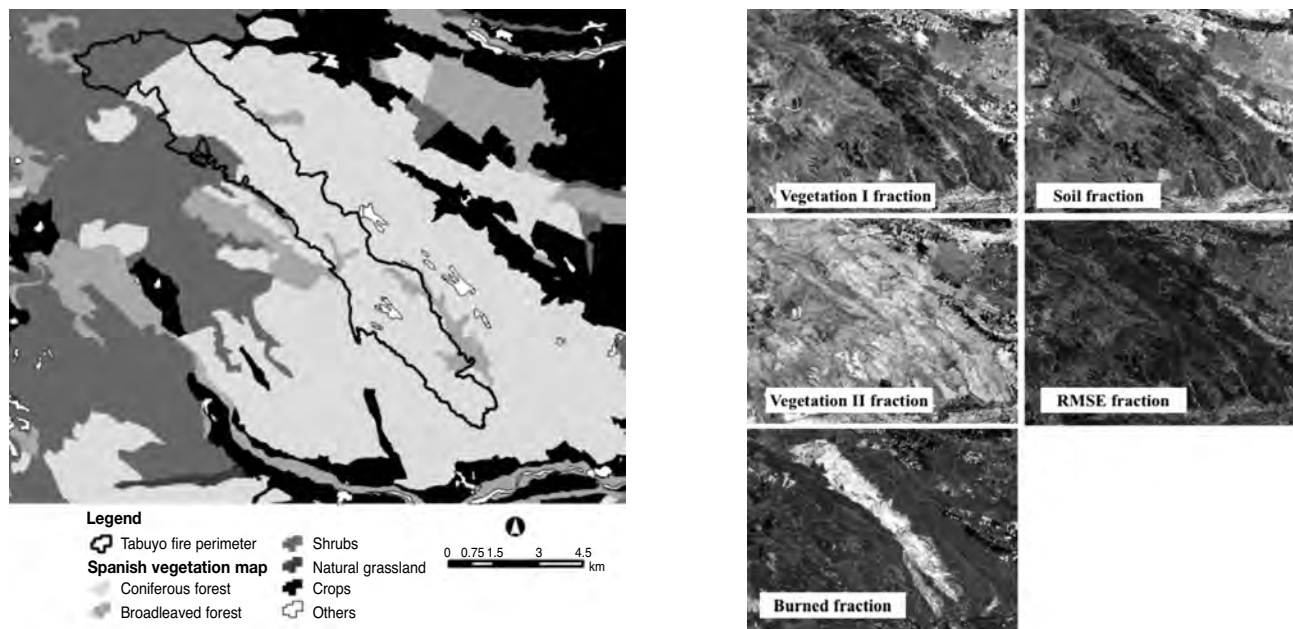 Legend
Tabuyo fire perimeter
Spanish vegetation map
Coniferous forest
Broadleaved forest
Shrubs
Natural grassland
Crops
Others
0 0.75 1.5 3 4.5
km
Vegetation I fraction
Soil fraction
Vegetation II fraction
RMSE fraction
Burned fraction